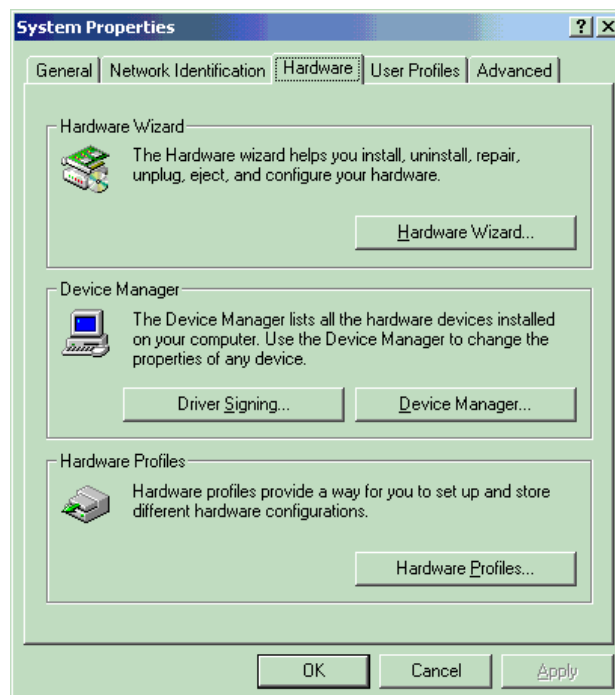 System Properties
General
Network Identification
Hardware
User Profiles
Advanced
Hardware Wizard
The Hardware wizard helps you install, uninstall, repair,
unplug, eject, and configure your hardware.
Hardware Wizard...
Device Manager
The Device Manager lists all the hardware devices installed
on your computer. Use the Device Manager to change the
properties of any device.
Driver Signing...
Device Manager...
Hardware Profiles
Hardware profiles provide a way for you to set up and store
different hardware configurations.
Hardware Profiles...
OK
Cancel
Apply